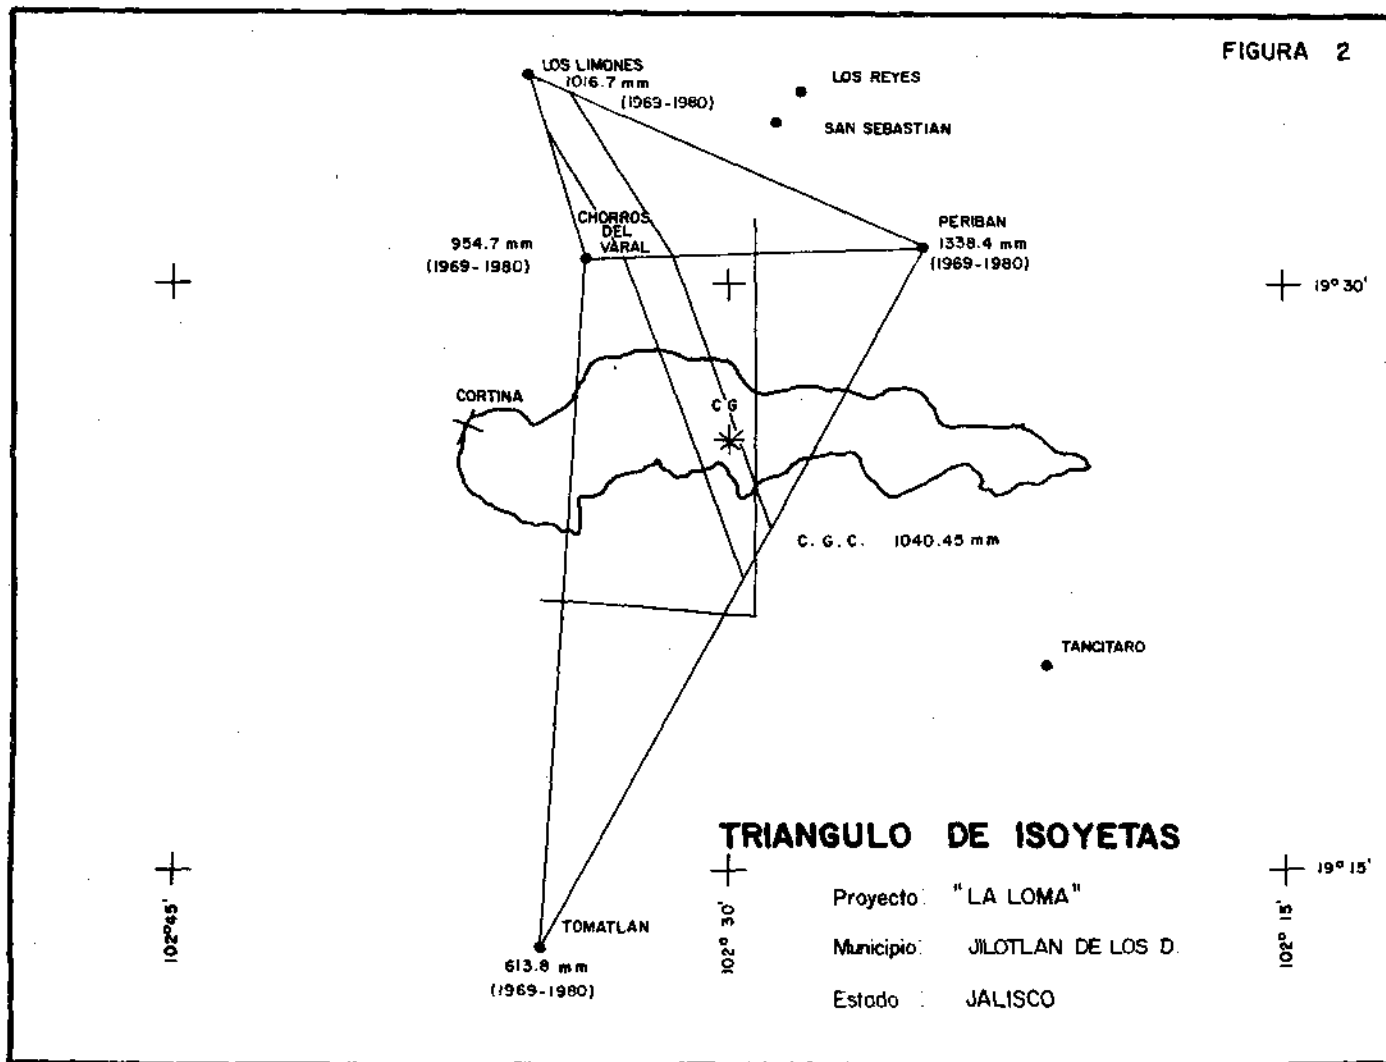 FIGURA 2
LOS LIMONES
1016.7 mm
(1969-1980)
LOS REYES
SAN SEBASTIAN
CHORROS
DEL
VARAL
954.7 mm
(1969-1980)
PERIBAN
1338.4 mm
(1969-1980)
19° 30'
CORTINA
C G
C. G. C. 1040.45 mm
TANCITARO
TRIANGULO DE ISOYETAS
19° 15'
Proyecto: "LA LOMA"
Municipio: JILOTLAN DE LOS D.
Estado : JALISCO
TOMATLAN
613.8 mm
(1969-1980)
102°45'
102° 30'
102° 15'